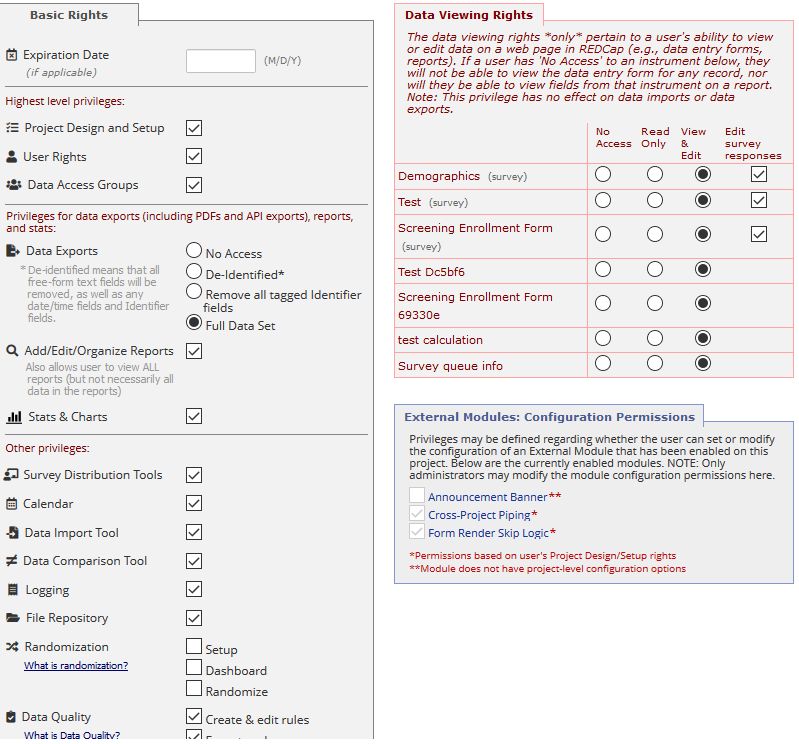 Basic Rights
Expiration Date
(if applicable)
(M/D/Y)
Highest level privileges:
Project Design and Setup
User Rights
Data Access Groups
Privileges for data exports (including PDFs and API exports), reports,
and stats:
Data Exports
* De-identified means that all
free-form text fields will be
removed, as well as any
date/time fields and Identifier
fields.
No Access
De-Identified*
Remove all tagged Identifier
fields
Full Data Set
Add/Edit/Organize Reports
Also allows user to view ALL
reports (but not necessarily all
data in the reports)
Stats & Charts
Other privileges:
Survey Distribution Tools
Calendar
Data Import Tool
Data Comparison Tool
Logging
File Repository
Randomization
What is randomization?
Setup
Dashboard
Randomize
Data Quality
What is Data Quality?
Create & edit rules
Data Viewing Rights
The data viewing rights *only* pertain to a user's ability to view
or edit data on a web page in REDCap (e.g., data entry forms,
reports). If a user has 'No Access' to an instrument below, they
will not be able to view the data entry form for any record, nor
will they be able to view fields from that instrument on a report.
Note: This privilege has no effect on data imports or data
exports.
No Access
Read Only
View & Edit
Edit survey responses
Demographics (survey)
Test (survey)
Screening Enrollment Form
(survey)
Test Dc5bf6
Screening Enrollment Form
69330e
test calculation
Survey queue info
External Modules: Configuration Permissions
Privileges may be defined regarding whether the user can set or modify
the configuration of an External Module that has been enabled on this
project. Below are the currently enabled modules. NOTE: Only
administrators may modify the module configuration permissions here.
Announcement Banner**
Cross-Project Piping*
Form Render Skip Logic*
*Permissions based on user's Project Design/Setup rights
**Module does not have project-level configuration options